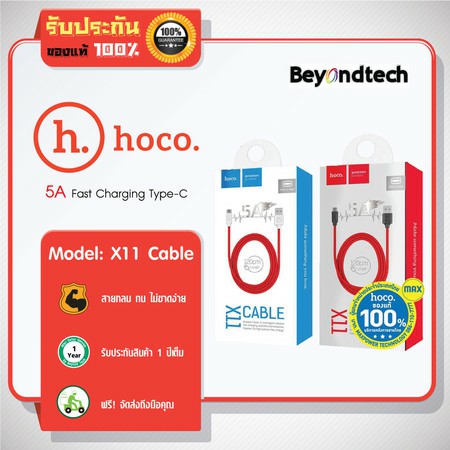 รับประกัน
ของแท้ 100%
100%
GUARANTEE
Beyondtech
h. hoco.
5A Fast Charging Type-C
Model: X11 Cable
สายกลม ทน ไม่ขาดง่าย
1
Year
รับประกันสินค้า 1 ปีเต็ม
ฟรี! จัดส่งถึงมือคุณ
hoco.
5A
120cm
X11 CABLE
hoco.
5A
120cm
X11
MAX
hoco.
ของแท้
100%